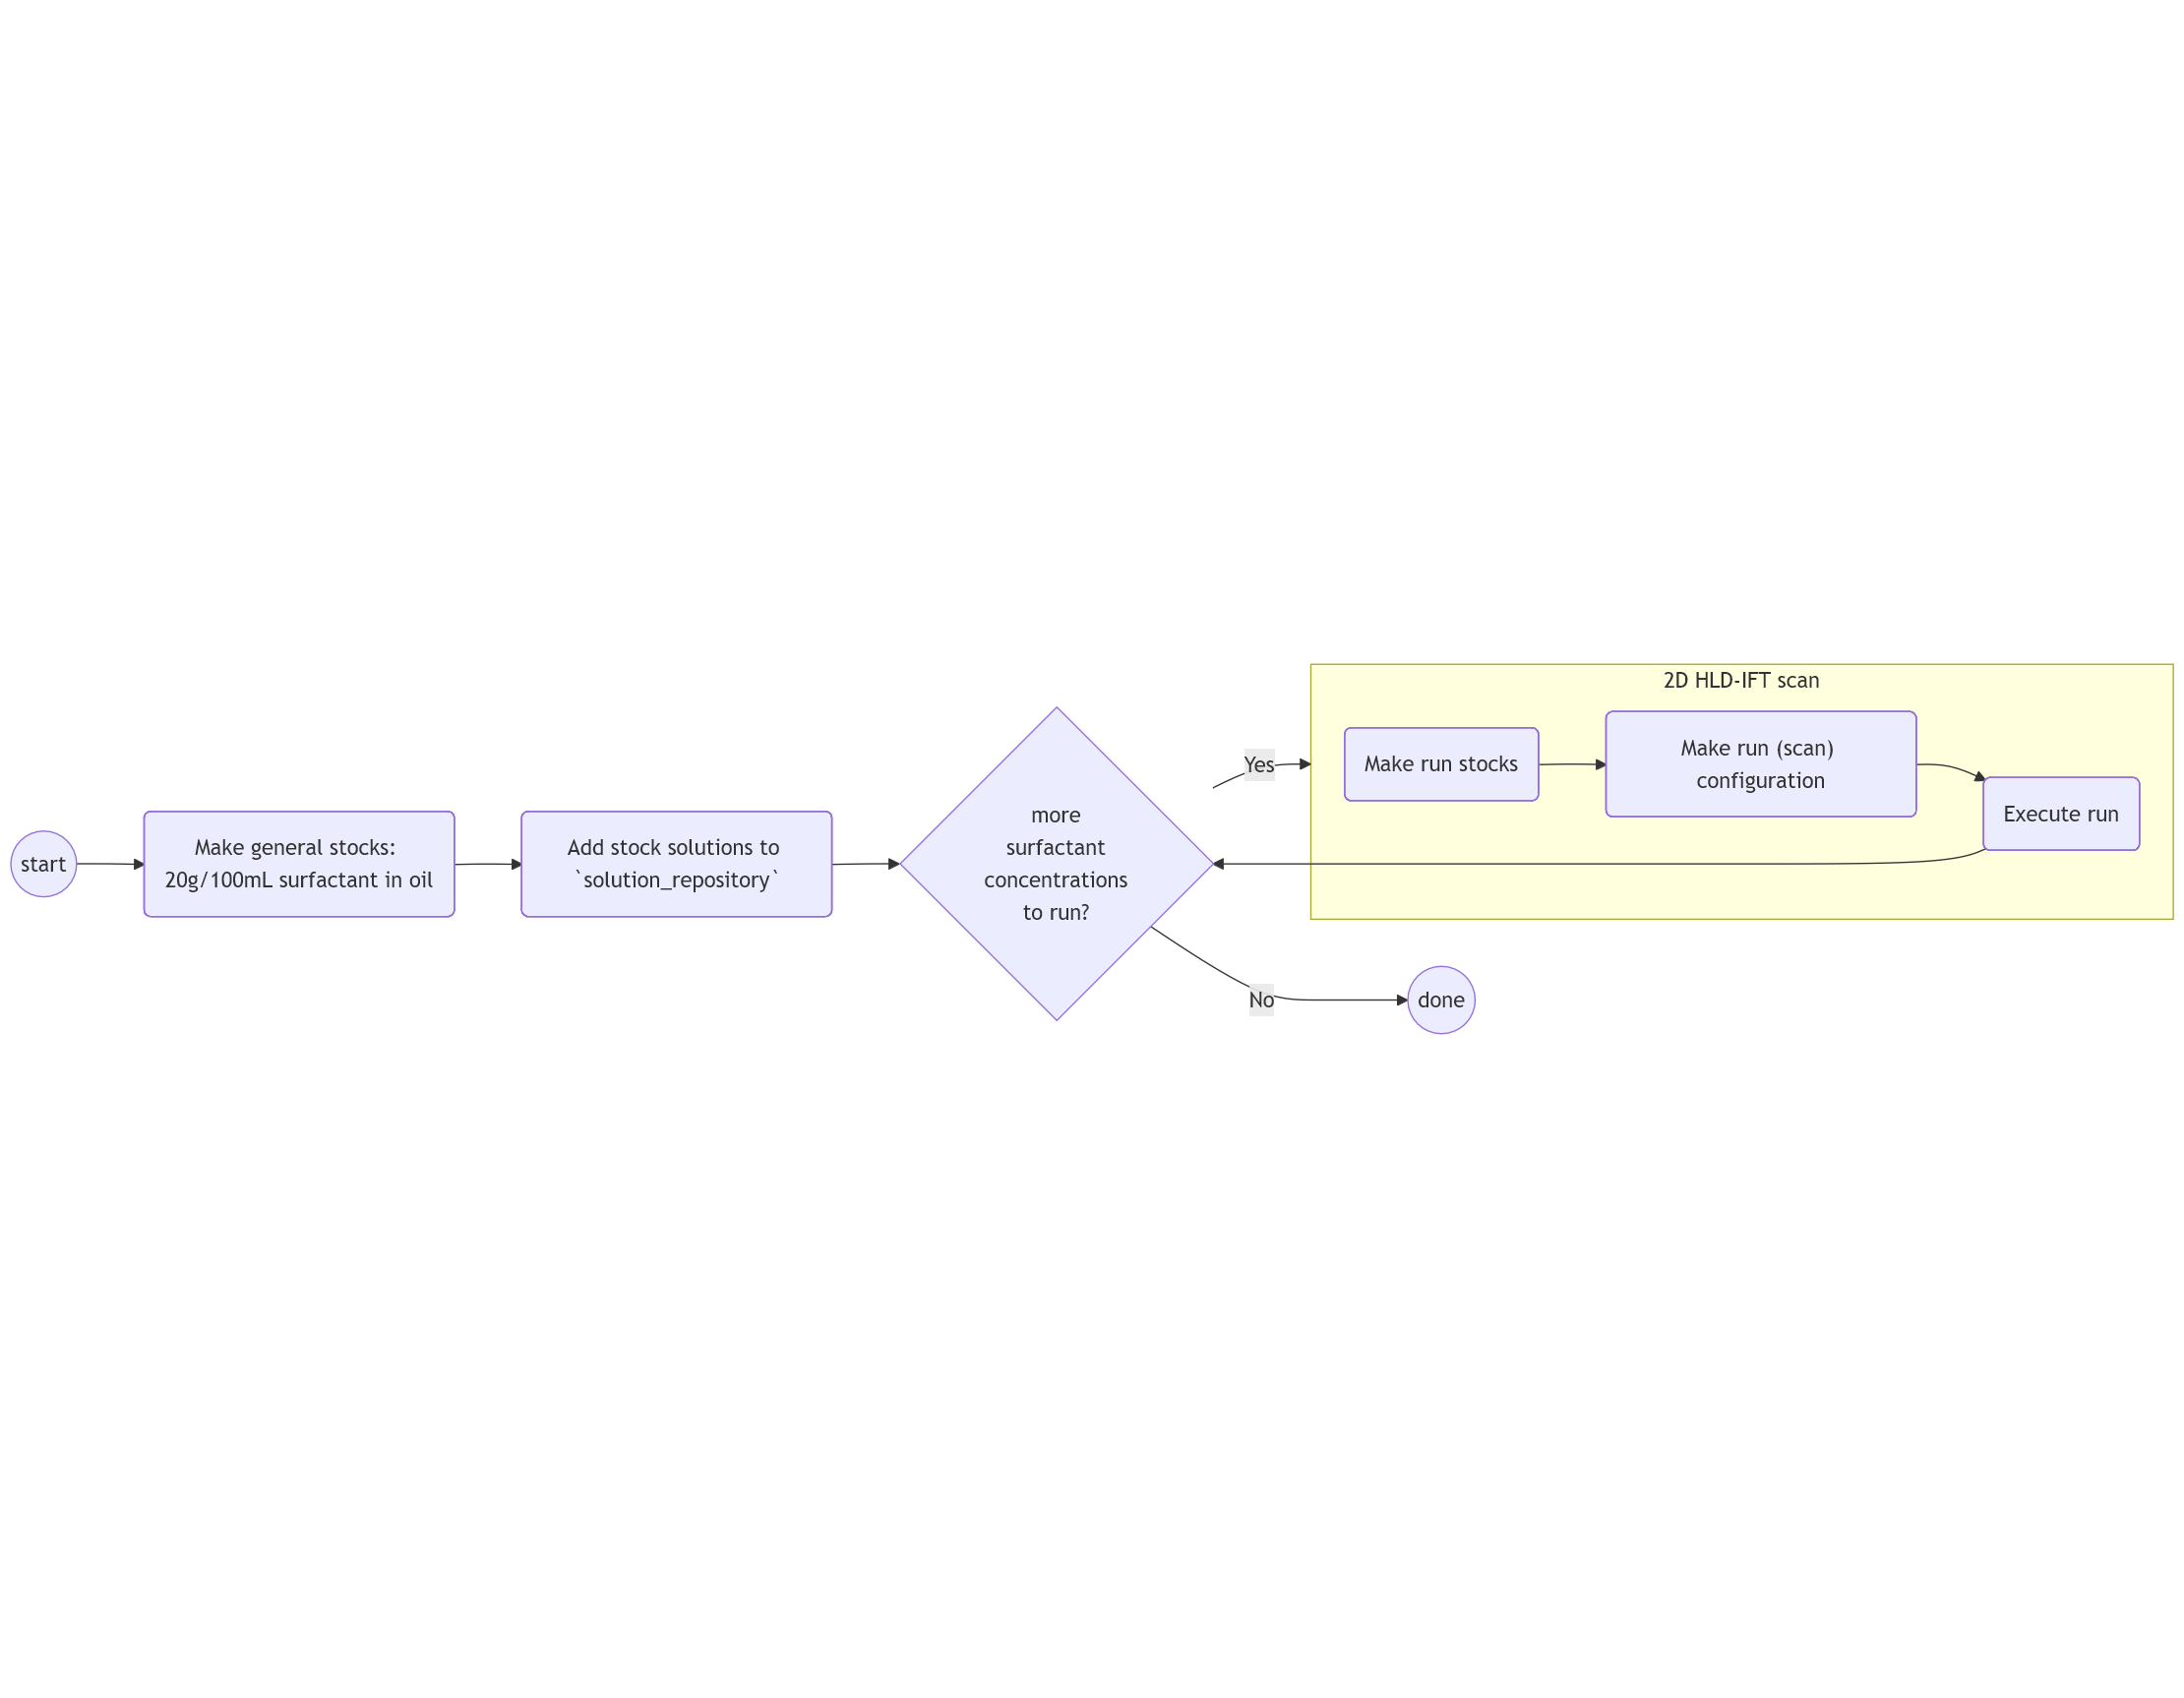 start
Make general stocks:
20g/100mL surfactant in oil
Add stock solutions to
`solution_repository`
more
surfactant
concentrations
to run?
Yes
2D HLD-IFT scan
Make run stocks
Make run (scan)
configuration
Execute run
No
done